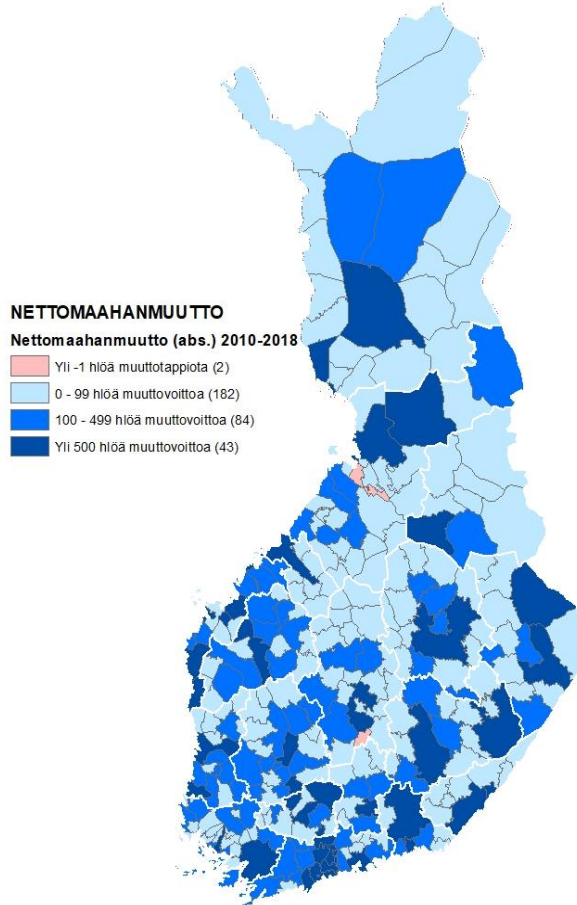 NETTOMAAHANMUUTTO
Nettomaahanmuutto (abs.) 2010-2018
Yli -1 hlöä muuttotappiota (2)
0 - 99 hlöä muuttovoittoa (182)
100 - 499 hlöä muuttovoittoa (84)
Yli 500 hlöä muuttovoittoa (43)